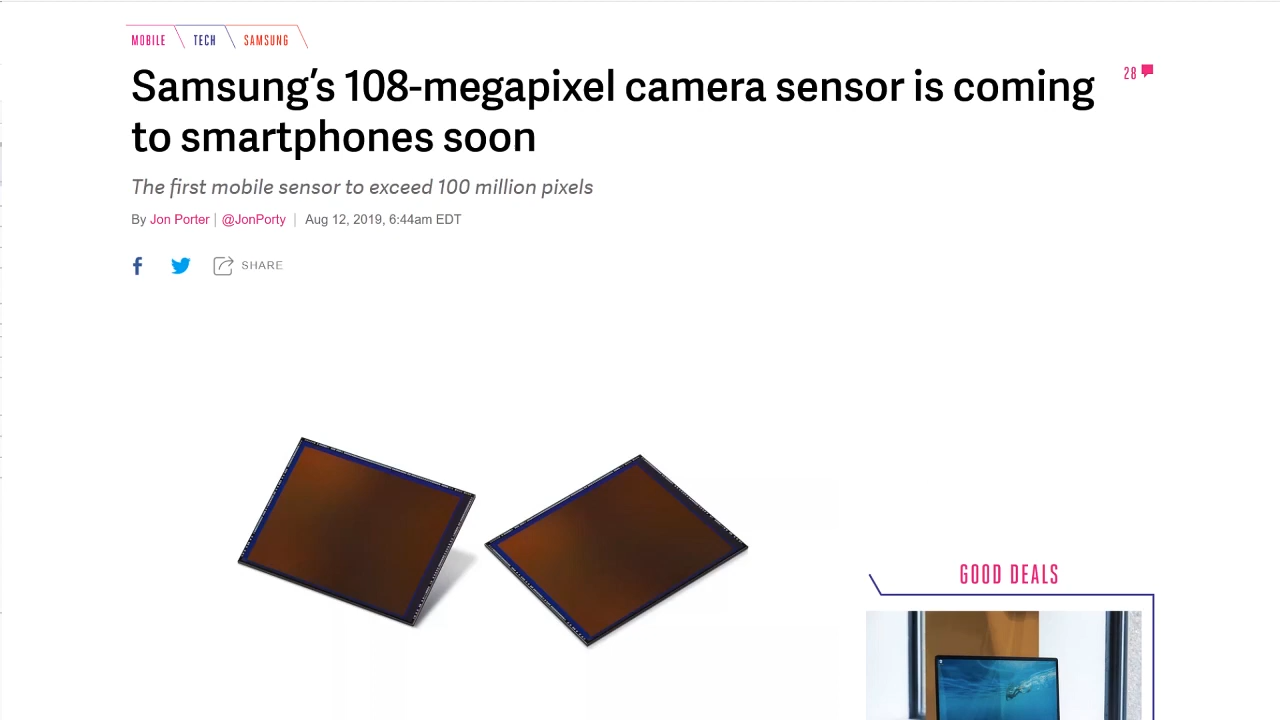 MOBILE TECH SAMSUNG
Samsung’s 108-megapixel camera sensor is coming
to smartphones soon
28
The first mobile sensor to exceed 100 million pixels
By Jon Porter | @JonPorty | Aug 12, 2019, 6:44am EDT
SHARE
GOOD DEALS